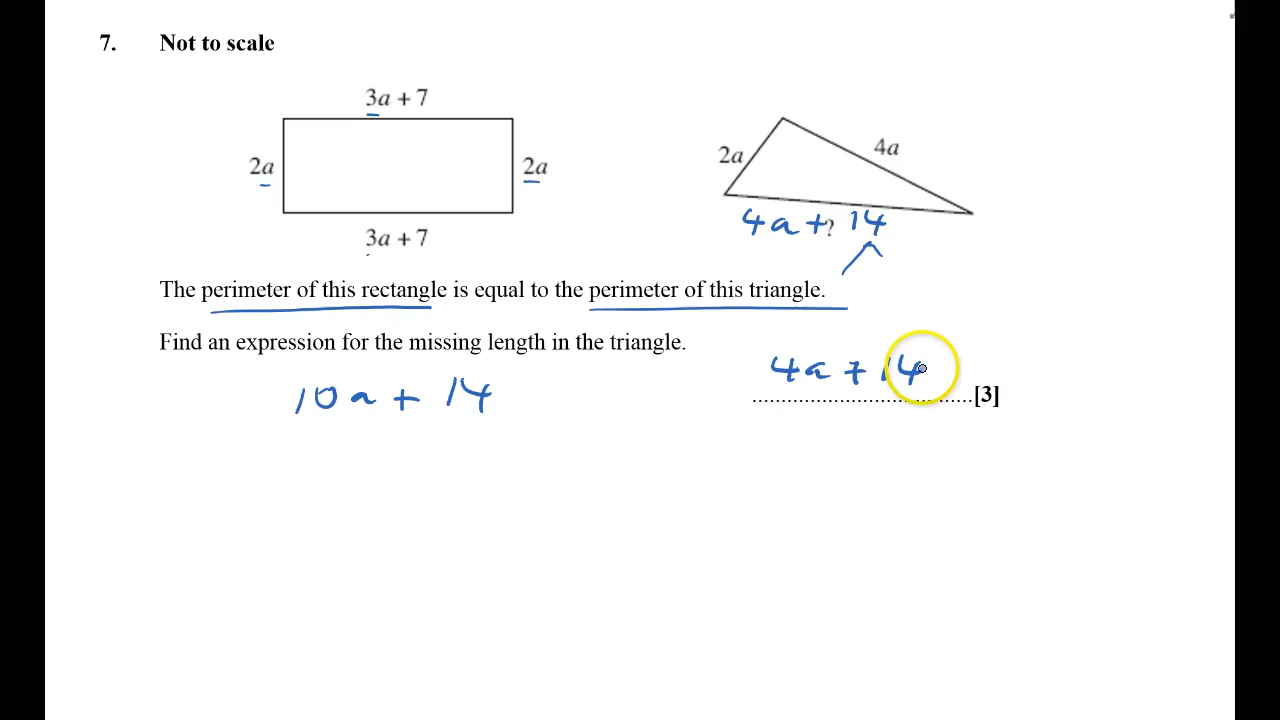 7. Not to scale
3a + 7
2a
2a
3a + 7
2a
4a
4a + ? 14
The perimeter of this rectangle is equal to the perimeter of this triangle.
Find an expression for the missing length in the triangle.
4a + 14
10a + 14
....................................... [3]